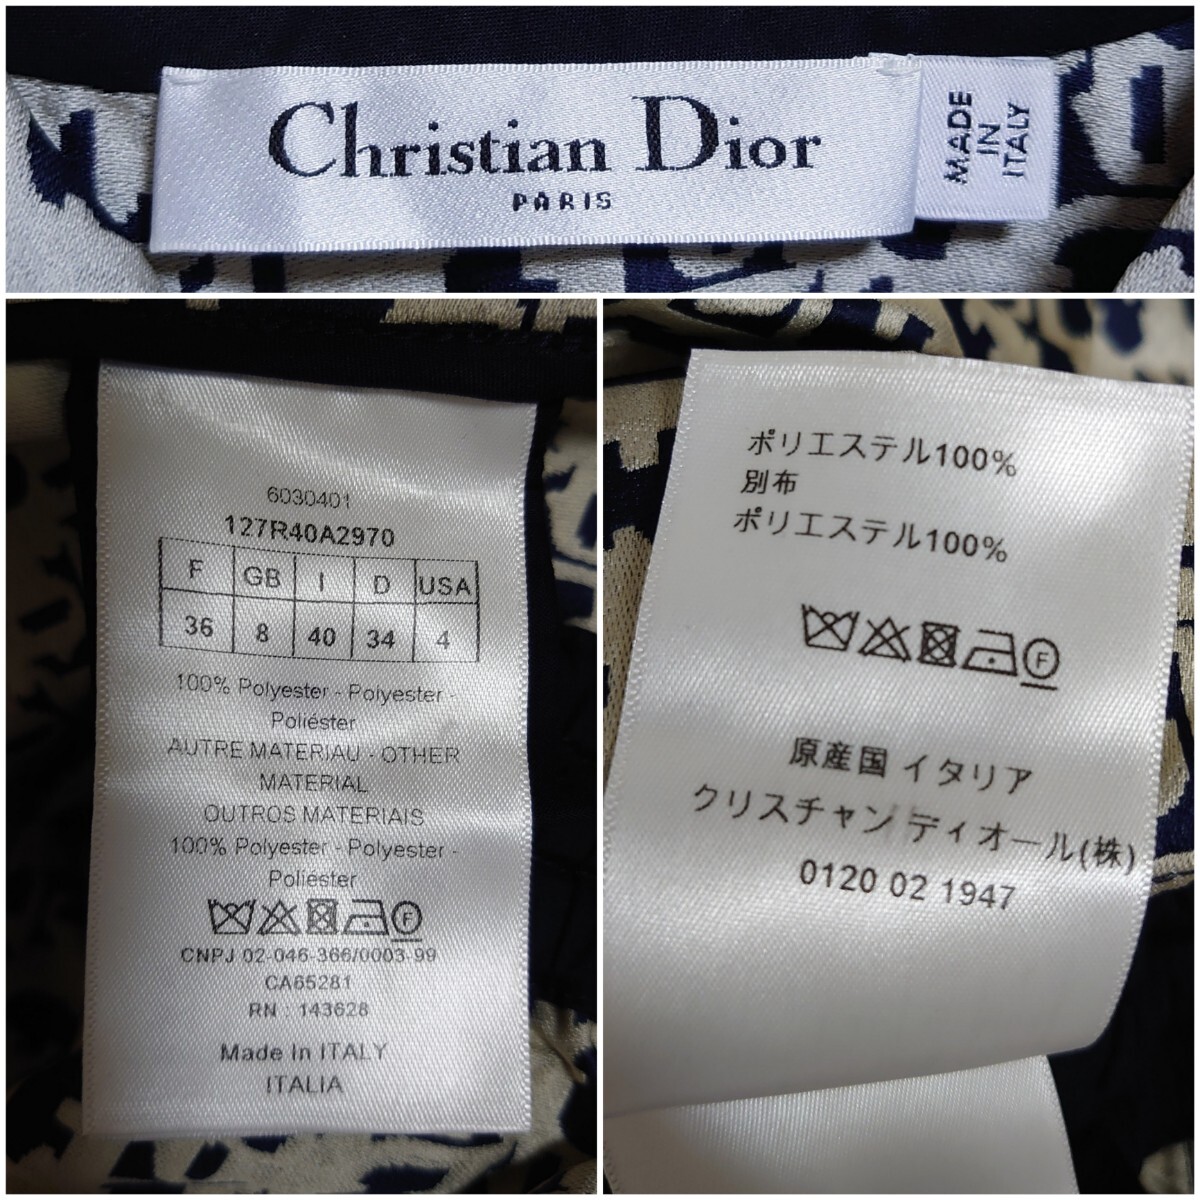 Christian Dior
PARIS
MADE
IN
ITALY
6030401
127R40A2970
F GB I D USA
36 8 40 34 4
100% Polyester - Polyester -
Poliéster
AUTRE MATERIAU - OTHER
MATERIAL
OUTROS MATERIAIS
100% Polyester - Polyester -
Poliéster
F
CNPJ 02-046-366/0003-99
CA65281
RN : 143628
Made In ITALY
ITALIA
ポリエステル100%
別布
ポリエステル100%
F
原産国 イタリア
クリスチャン ディオール(株)
0120 02 1947